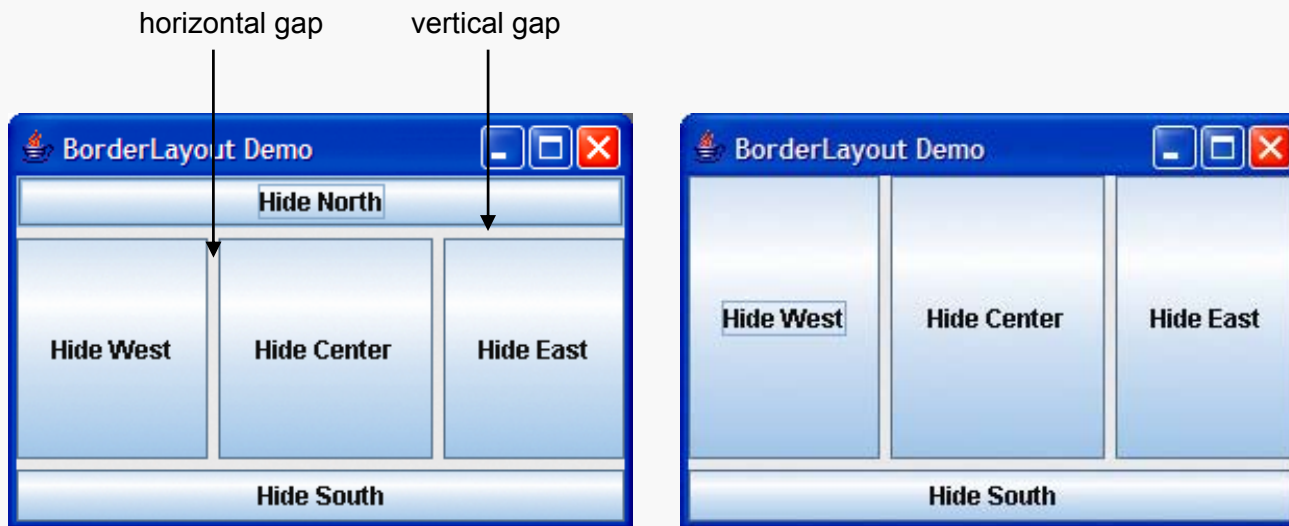 horizontal gap vertical gap
BorderLayout Demo
Hide North
Hide West Hide Center Hide East
Hide South
BorderLayout Demo
Hide West Hide Center Hide East
Hide South